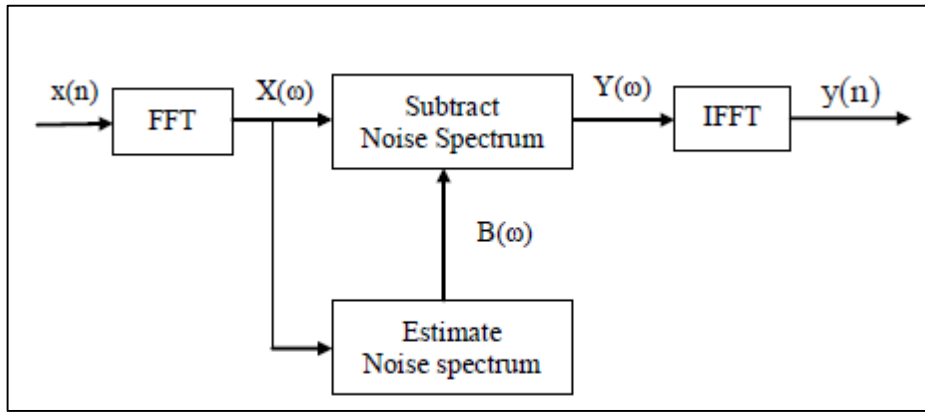 x(n)
FFT
X(ω)
Subtract
Noise Spectrum
Y(ω)
IFFT
y(n)
B(ω)
Estimate
Noise spectrum